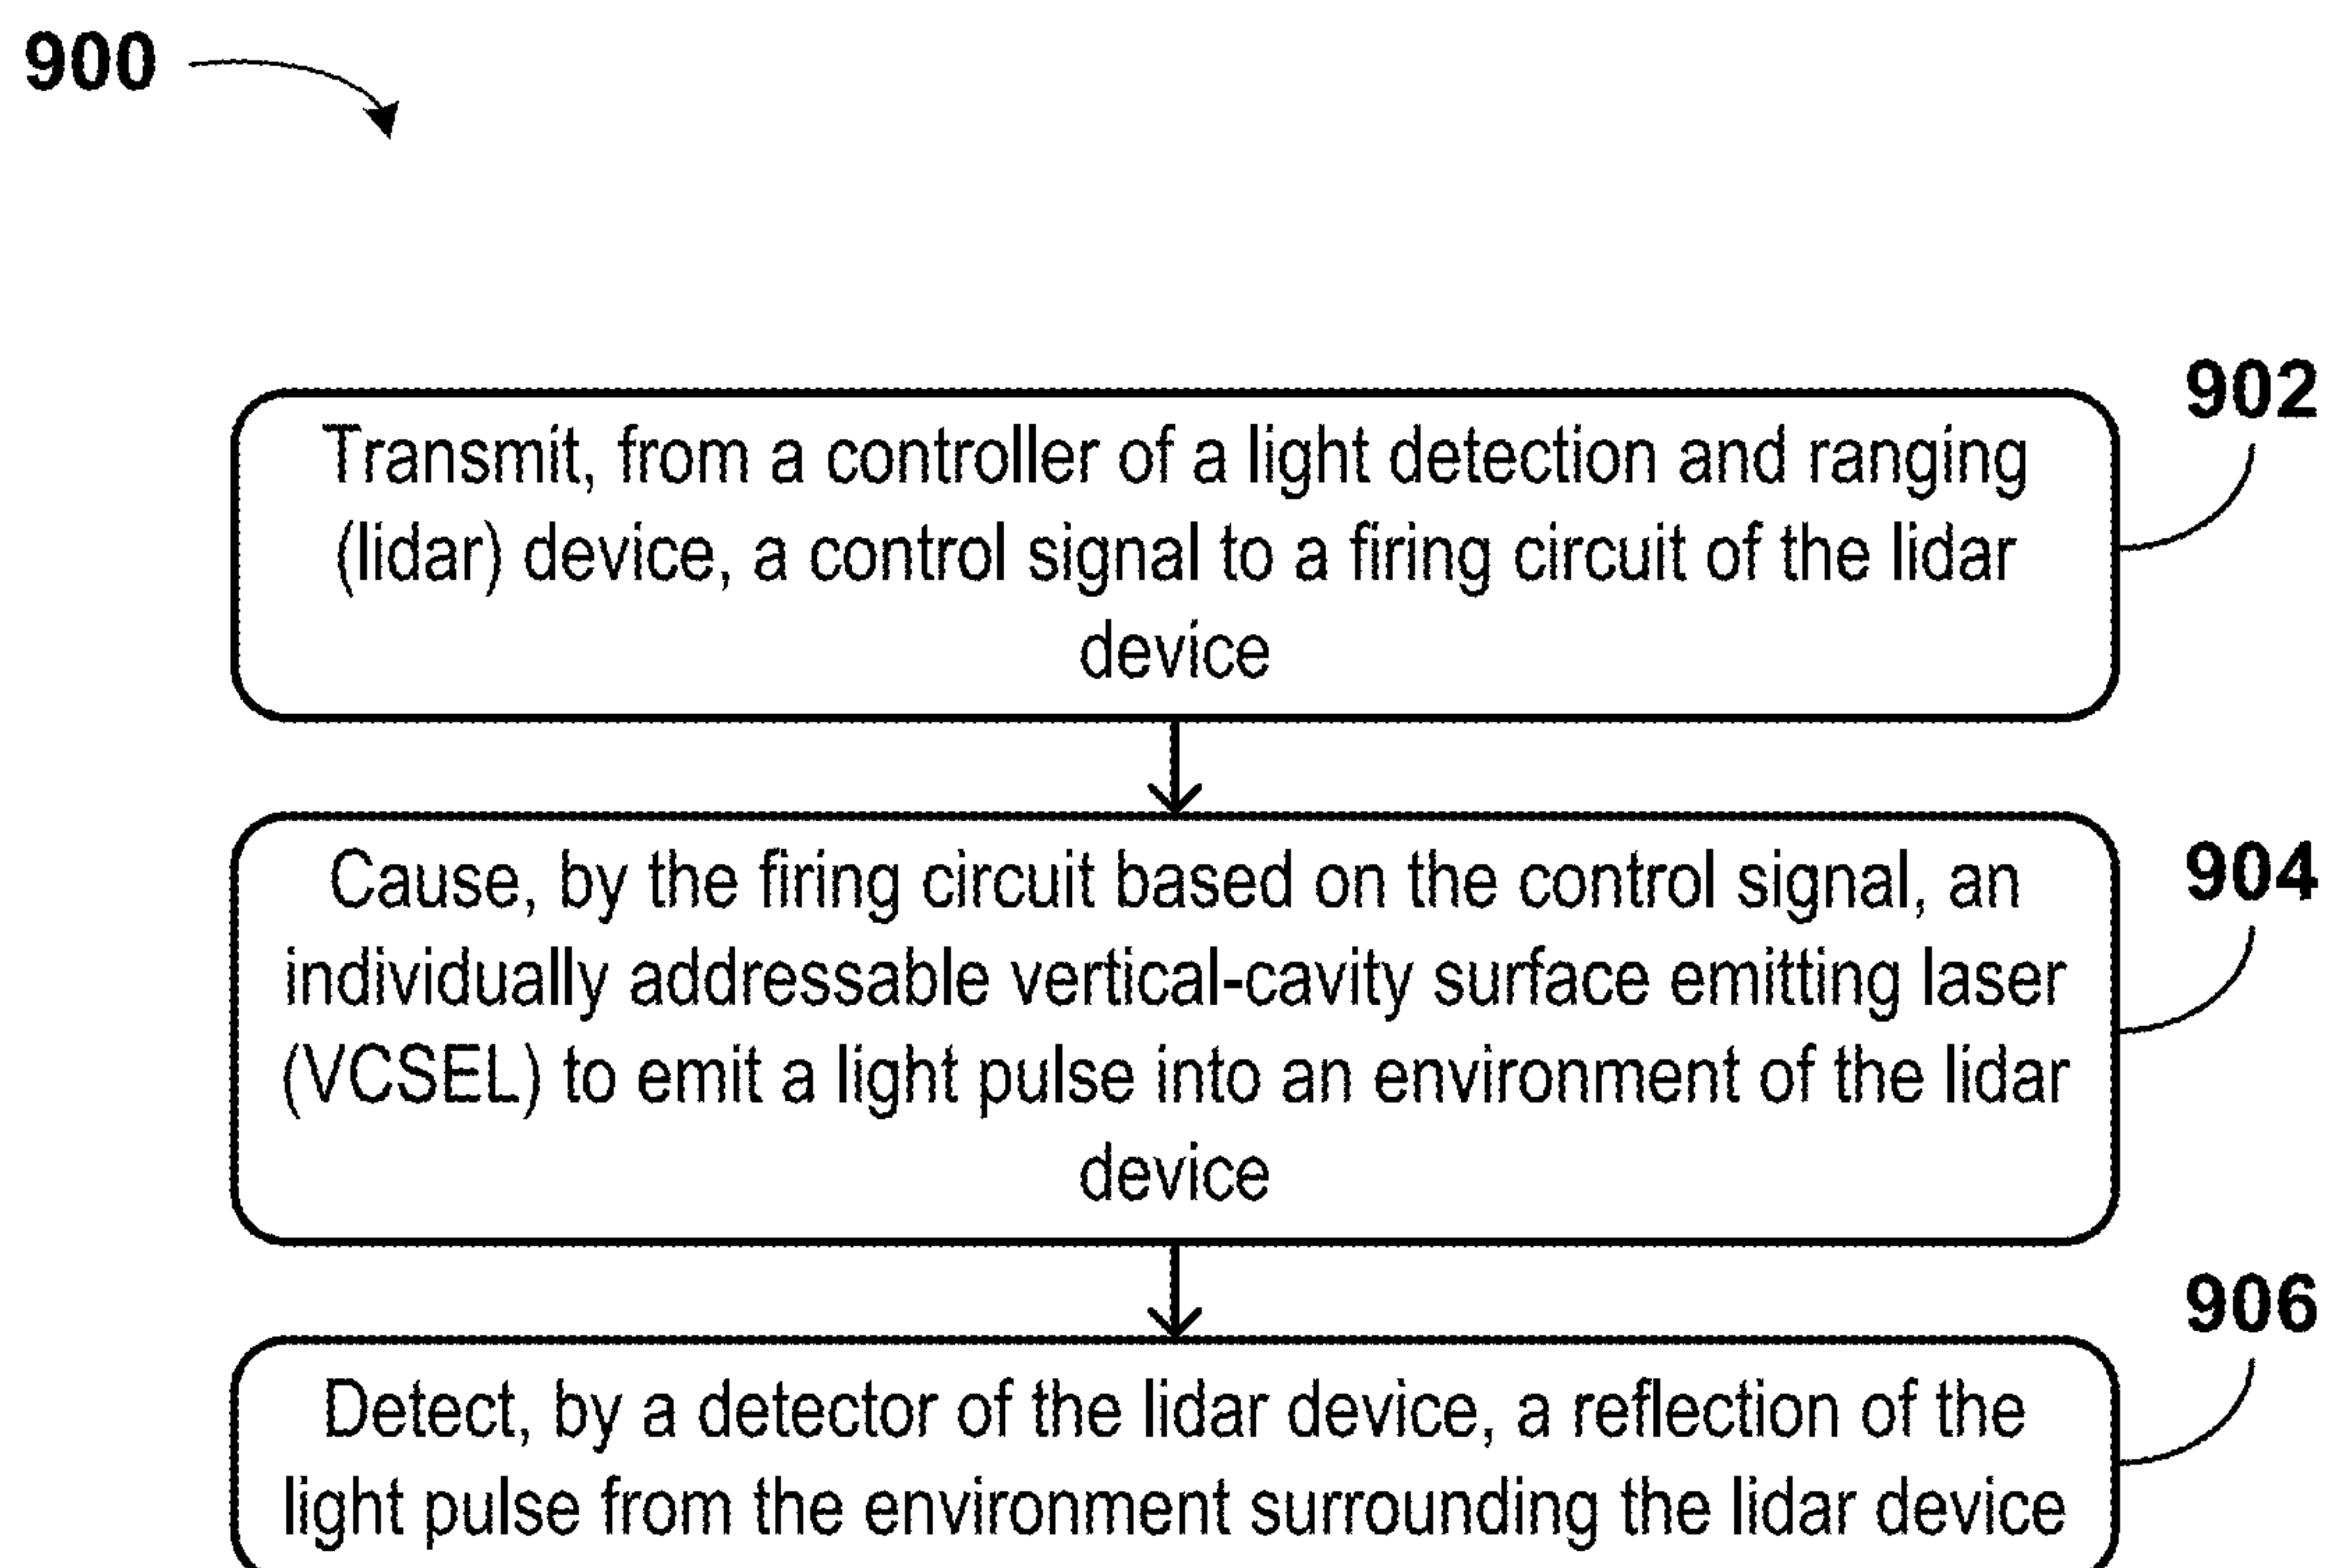 900
902
Transmit, from a controller of a light detection and ranging
(lidar) device, a control signal to a firing circuit of the lidar
device
904
Cause, by the firing circuit based on the control signal, an
individually addressable vertical-cavity surface emitting laser
(VCSEL) to emit a light pulse into an environment of the lidar
device
906
Detect, by a detector of the lidar device, a reflection of the
light pulse from the environment surrounding the lidar device